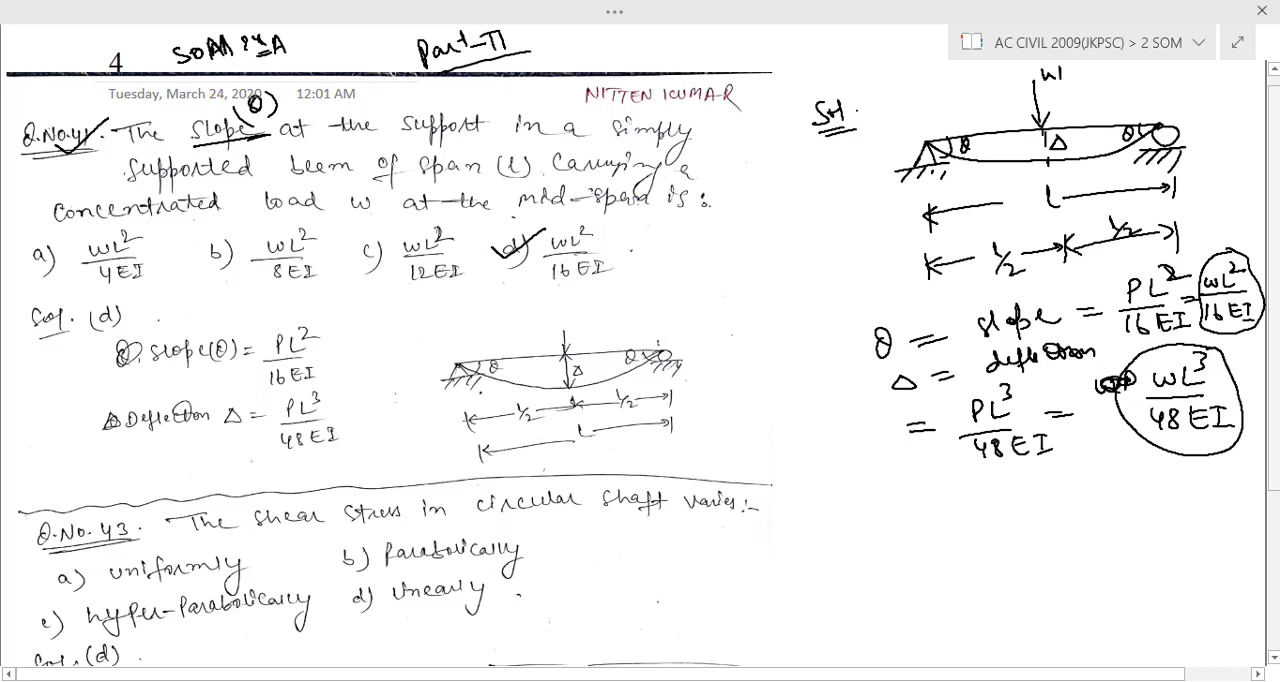 AC CIVIL 2009(JKPSC) > 2 SOM
4
Part-II
Tuesday, March 24, 2020
12:01 AM
NITTEN KUMAR
(θ)
Q.No.41. The slope at the support in a simply
supported beem of span (l) carrying a
concentrated load w at the mid-span is:
a) WL²/4EI b) WL²/8EI c) WL²/12EI d) WL²/16EI
Sol. (d)
Slope(θ) = PL²/16EI
Deflection Δ = PL³/48EI
θ θ
Δ
L/2 L/2
L
Q.No.43. The shear stress in circular shaft varies:-
a) uniformly b) parabolically
c) hyper-parabolically d) linearly
Sol. (d)
Sol.
W
θ Δ θ
L
L/2 L/2
θ = slope = PL²/16EI = WL²/16EI
Δ = deflection
= PL³/48EI = WL³/48EI